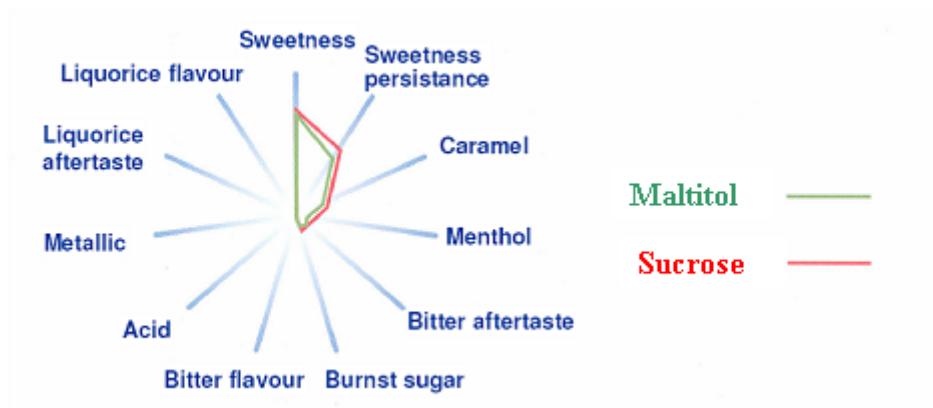 Sweetness
Sweetness
persistance
Caramel
Menthol
Bitter aftertaste
Burnst sugar
Bitter flavour
Acid
Metallic
Liquorice
aftertaste
Liquorice flavour
Maltitol
Sucrose